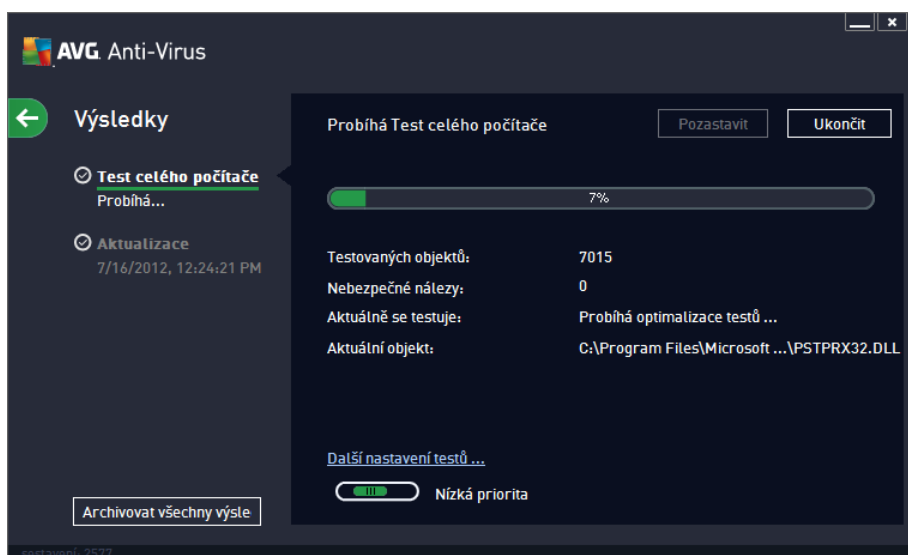 AVG. Anti-Virus
Výsledky
Test celého počítače
Probíhá...
Aktualizace
7/16/2012, 12:24:21 PM
Archivovat všechny výsle
Probíhá Test celého počítače
Pozastavit
Ukončit
7%
Testovaných objektů: 7015
Nebezpečné nálezy: 0
Aktuálně se testuje: Probíhá optimalizace testů ...
Aktuální objekt: C:\Program Files\Microsoft ...\PSTPRX32.DLL
Další nastavení testů ...
Nízká priorita
sestavení: 2577